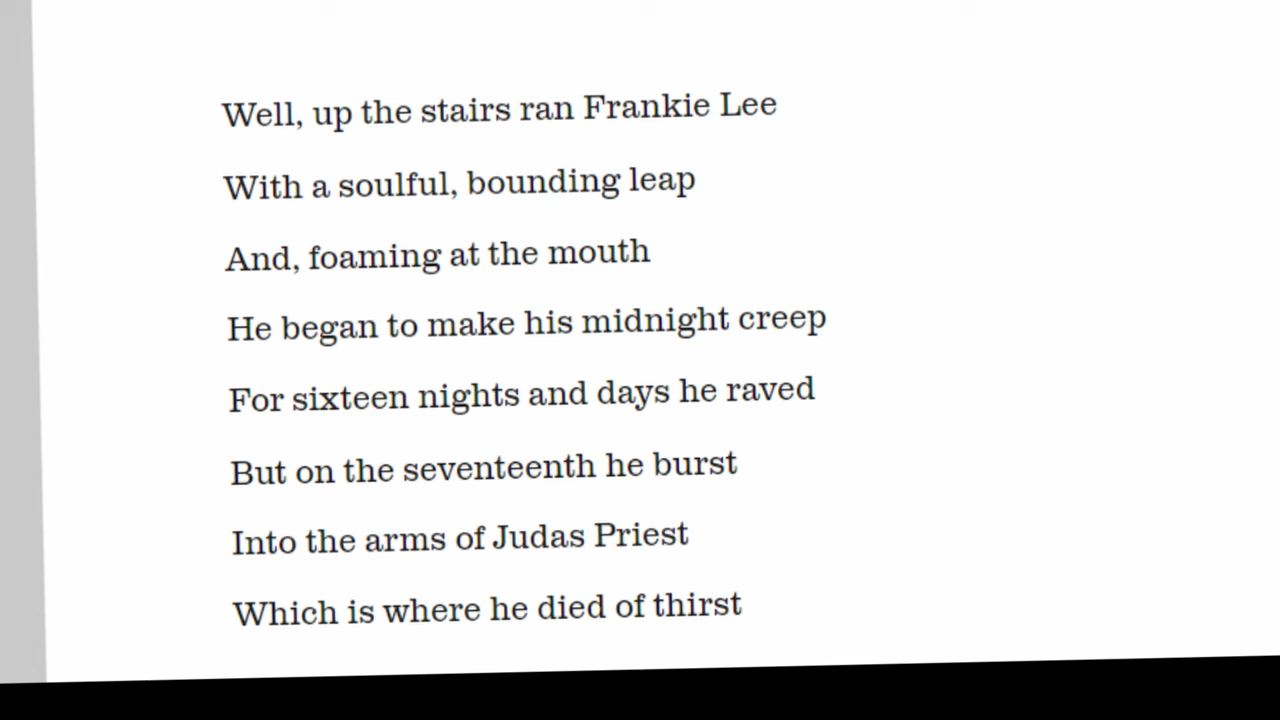 Well, up the stairs ran Frankie Lee
With a soulful, bounding leap
And, foaming at the mouth
He began to make his midnight creep
For sixteen nights and days he raved
But on the seventeenth he burst
Into the arms of Judas Priest
Which is where he died of thirst